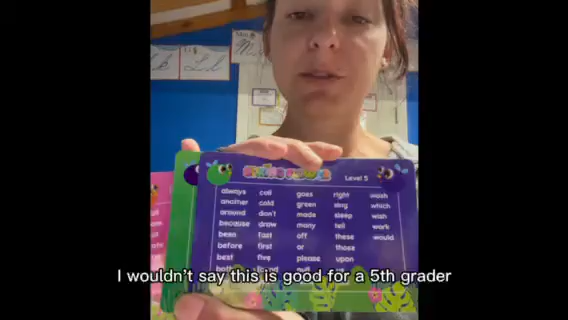 always call goes right wash
another cold green sing which
around don't made sleep wish
because draw many tell work
been fast off these would
before first or those
best five please upon
Level 5
I wouldn't say this is good for a 5th grader